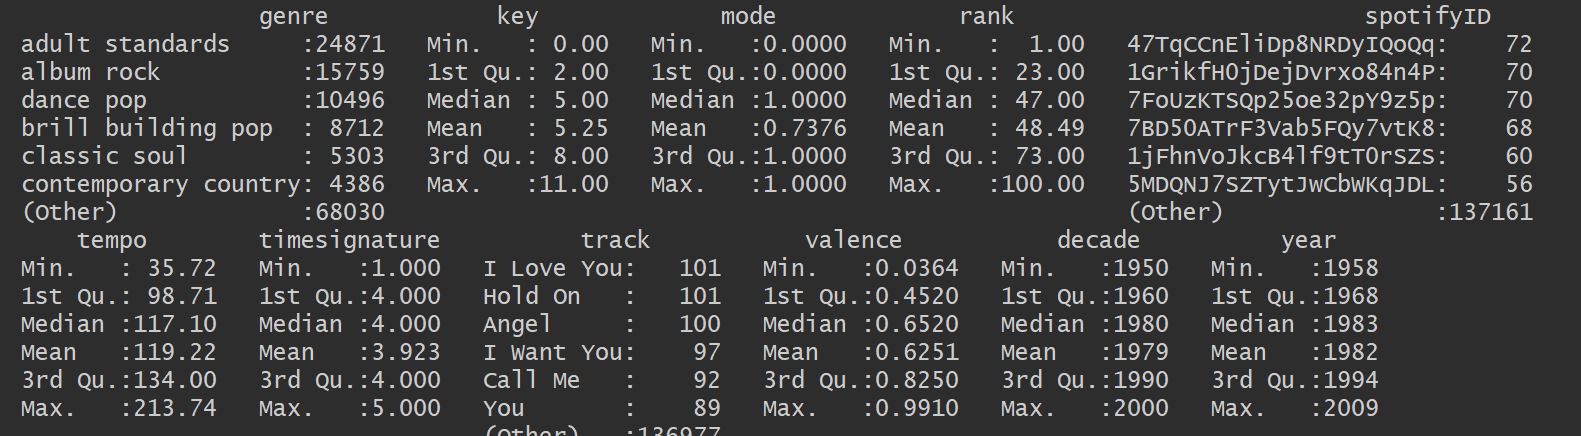 genre key mode rank spotifyID
adult standards :24871 Min. : 0.00 Min. :0.0000 Min. : 1.00 47TqCCnEliDp8NRDyIQoQq: 72
album rock :15759 1st Qu.: 2.00 1st Qu.:0.0000 1st Qu.: 23.00 1GrikfH0jDejDvrxo84n4P: 70
dance pop :10496 Median : 5.00 Median :1.0000 Median : 47.00 7FoUzKTSQp25oe32pY9z5p: 70
brill building pop : 8712 Mean : 5.25 Mean :0.7376 Mean : 48.49 7BD50ATrF3Vab5FQy7vtK8: 68
classic soul : 5303 3rd Qu.: 8.00 3rd Qu.:1.0000 3rd Qu.: 73.00 1jFhnVoJkcB4lf9tT0rSZS: 60
contemporary country: 4386 Max. :11.00 Max. :1.0000 Max. :100.00 5MDQNJ7SZTytJwCbWKqJDL: 56
(Other) :68030 (Other) :137161
tempo timesignature track valence decade year
Min. : 35.72 Min. :1.000 I Love You: 101 Min. :0.0364 Min. :1950 Min. :1958
1st Qu.: 98.71 1st Qu.:4.000 Hold On : 101 1st Qu.:0.4520 1st Qu.:1960 1st Qu.:1968
Median :117.10 Median :4.000 Angel : 100 Median :0.6520 Median :1980 Median :1983
Mean :119.22 Mean :3.923 I Want You: 97 Mean :0.6251 Mean :1979 Mean :1982
3rd Qu.:134.00 3rd Qu.:4.000 Call Me : 92 3rd Qu.:0.8250 3rd Qu.:1990 3rd Qu.:1994
Max. :213.74 Max. :5.000 You : 89 Max. :0.9910 Max. :2000 Max. :2009
(Other) :136977